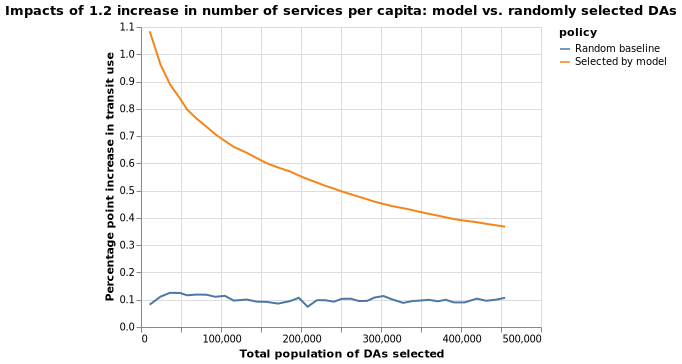 Impacts of 1.2 increase in number of services per capita: model vs. randomly selected DAs
policy
Random baseline
Selected by model
Percentage point increase in transit use
1.1
1.0
0.9
0.8
0.7
0.6
0.5
0.4
0.3
0.2
0.1
0.0
0 100,000 200,000 300,000 400,000 500,000
Total population of DAs selected